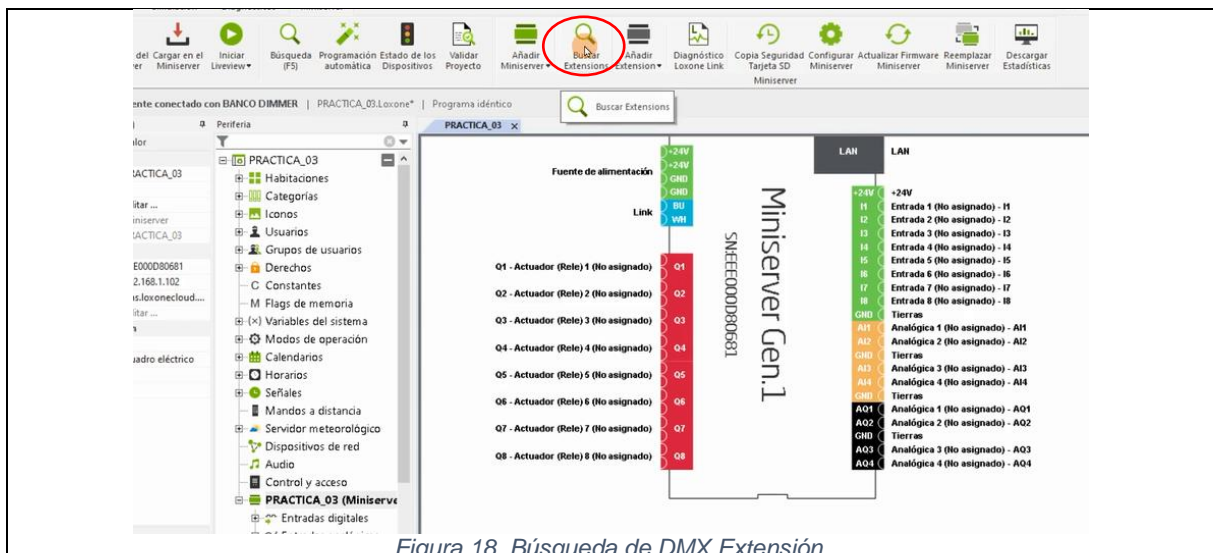 del Cargar en el Iniciar Búsqueda Programación Estado de los Validar Añadir Buscar Añadir Diagnóstico Copia Seguridad Configurar Actualizar Firmware Reemplazar Descargar
Miniserver Liveview (F5) automática Dispositivos Proyecto Miniserver Extensions Extension Loxone Link Tarjeta SD Miniserver Miniserver Miniserver Estadísticas
Miniserver
ente conectado con BANCO DIMMER | PRACTICA_03.Loxone* | Programa idéntico
Buscar Extensions
Periferia
PRACTICA_03 x
alor
PRACTICA_03
RACTICA_03
Habitaciones
Categorías
itar ...
Iconos
iniserver
Usuarios
RACTICA_03
Grupos de usuarios
EE000D80681
Derechos
2.168.1.102
C Constantes
ns.loxonecloud....
M Flags de memoria
itar ...
(×) Variables del sistema
Modos de operación
uadro eléctrico
Calendarios
Horarios
Señales
Mandos a distancia
Servidor meteorológico
Dispositivos de red
Audio
Control y acceso
PRACTICA_03 (Miniserve
Entradas digitales
Fuente de alimentación
+24V
+24V
GND
GND
Link
BU
WH
Q1 - Actuador (Rele) 1 (No asignado) Q1
Q2 - Actuador (Rele) 2 (No asignado) Q2
Q3 - Actuador (Rele) 3 (No asignado) Q3
Q4 - Actuador (Rele) 4 (No asignado) Q4
Q5 - Actuador (Rele) 5 (No asignado) Q5
Q6 - Actuador (Rele) 6 (No asignado) Q6
Q7 - Actuador (Rele) 7 (No asignado) Q7
Q8 - Actuador (Rele) 8 (No asignado) Q8
Miniserver Gen.1
SN:EEE000D80681
LAN LAN
+24V +24V
I1 Entrada 1 (No asignado) - I1
I2 Entrada 2 (No asignado) - I2
I3 Entrada 3 (No asignado) - I3
I4 Entrada 4 (No asignado) - I4
I5 Entrada 5 (No asignado) - I5
I6 Entrada 6 (No asignado) - I6
I7 Entrada 7 (No asignado) - I7
I8 Entrada 8 (No asignado) - I8
GND Tierras
AI1 Analógica 1 (No asignado) - AI1
AI2 Analógica 2 (No asignado) - AI2
GND Tierras
AI3 Analógica 3 (No asignado) - AI3
AI4 Analógica 4 (No asignado) - AI4
GND Tierras
AQ1 Analógica 1 (No asignado) - AQ1
AQ2 Analógica 2 (No asignado) - AQ2
GND Tierras
AQ3 Analógica 3 (No asignado) - AQ3
AQ4 Analógica 4 (No asignado) - AQ4
Figura 18. Búsqueda de DMX Extensión